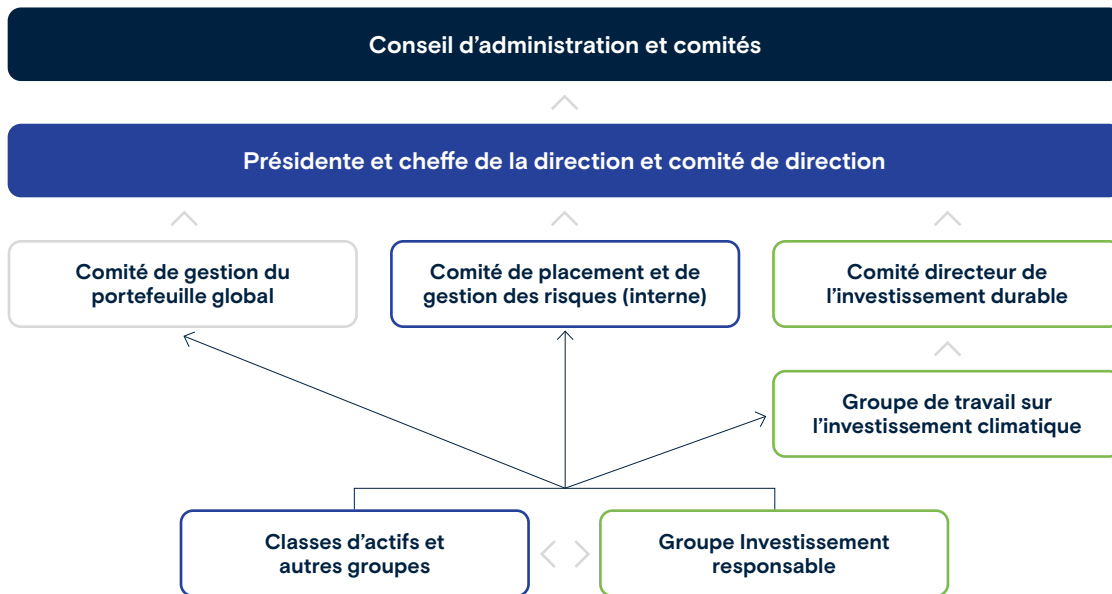 Conseil d'administration et comités
Présidente et cheffe de la direction et comité de direction
Comité de gestion du
portefeuille global
Comité de placement et de
gestion des risques (interne)
Comité directeur de
l'investissement durable
Groupe de travail sur
l'investissement climatique
Classes d'actifs et
autres groupes
Groupe Investissement
responsable